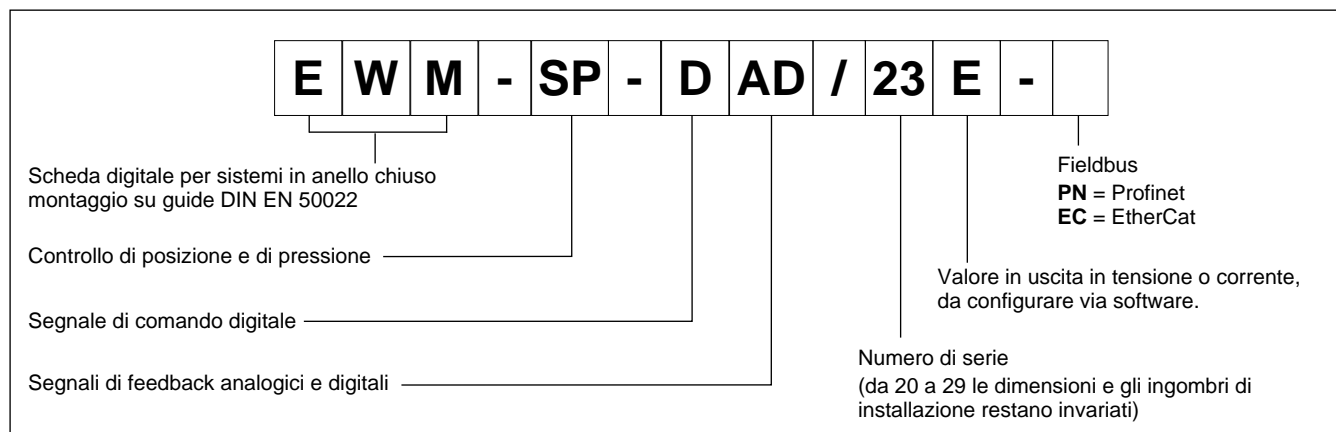 E W M - SP - D AD / 23 E -
Scheda digitale per sistemi in anello chiuso
montaggio su guide DIN EN 50022
Controllo di posizione e di pressione
Segnale di comando digitale
Segnali di feedback analogici e digitali
Fieldbus
PN = Profinet
EC = EtherCat
Valore in uscita in tensione o corrente,
da configurare via software.
Numero di serie
(da 20 a 29 le dimensioni e gli ingombri di
installazione restano invariati)